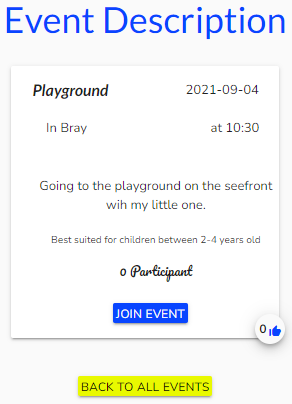 Event Description
Playground 2021-09-04
In Bray at 10:30
Going to the playground on the seefront
wih my little one.
Best suited for children between 2-4 years old
0 Participant
JOIN EVENT
0
BACK TO ALL EVENTS